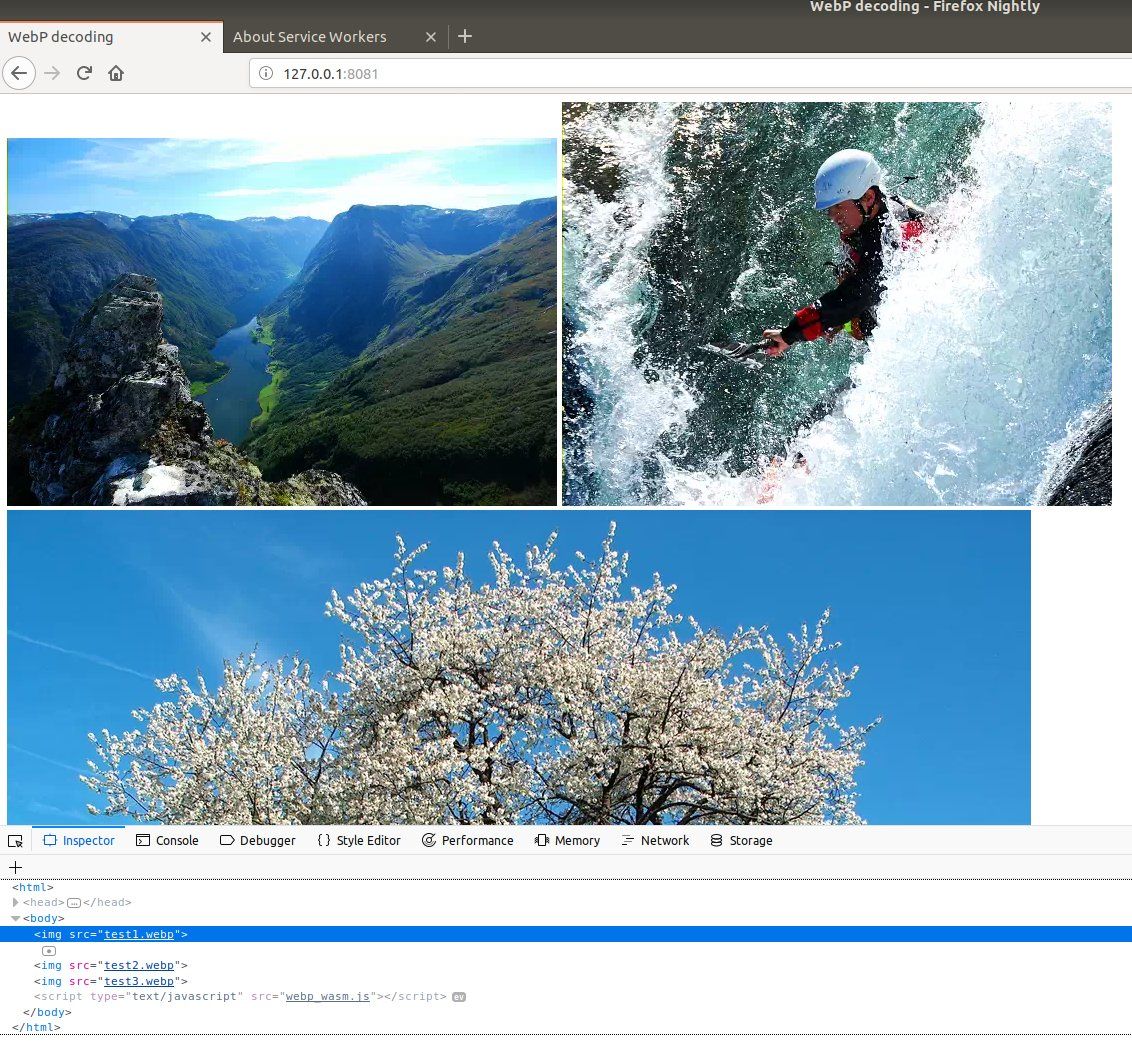 WebP decoding - Firefox Nightly
WebP decoding About Service Workers
127.0.0.1:8081
Inspector Console Debugger {} Style Editor Performance Memory Network Storage
<html>
<head>…</head>
<body>
<img src="test1.webp">
<img src="test2.webp">
<img src="test3.webp">
<script type="text/javascript" src="webp_wasm.js"></script> ev
</body>
</html>